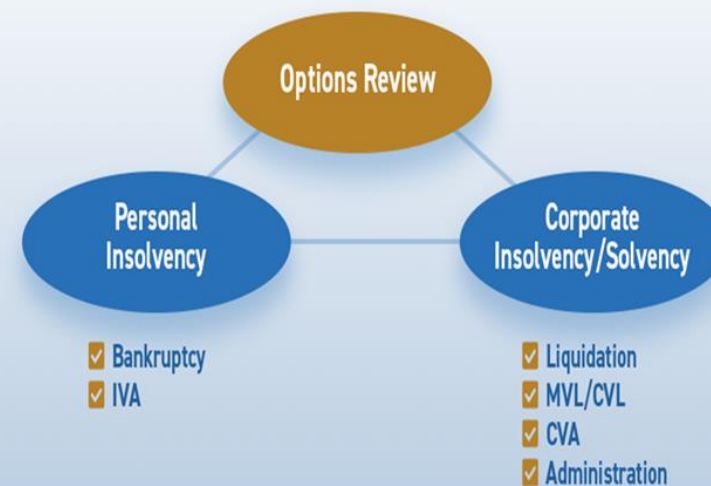 Options Review
Personal
Insolvency
Bankruptcy
IVA
Corporate
Insolvency/Solvency
Liquidation
MVL/CVL
CVA
Administration